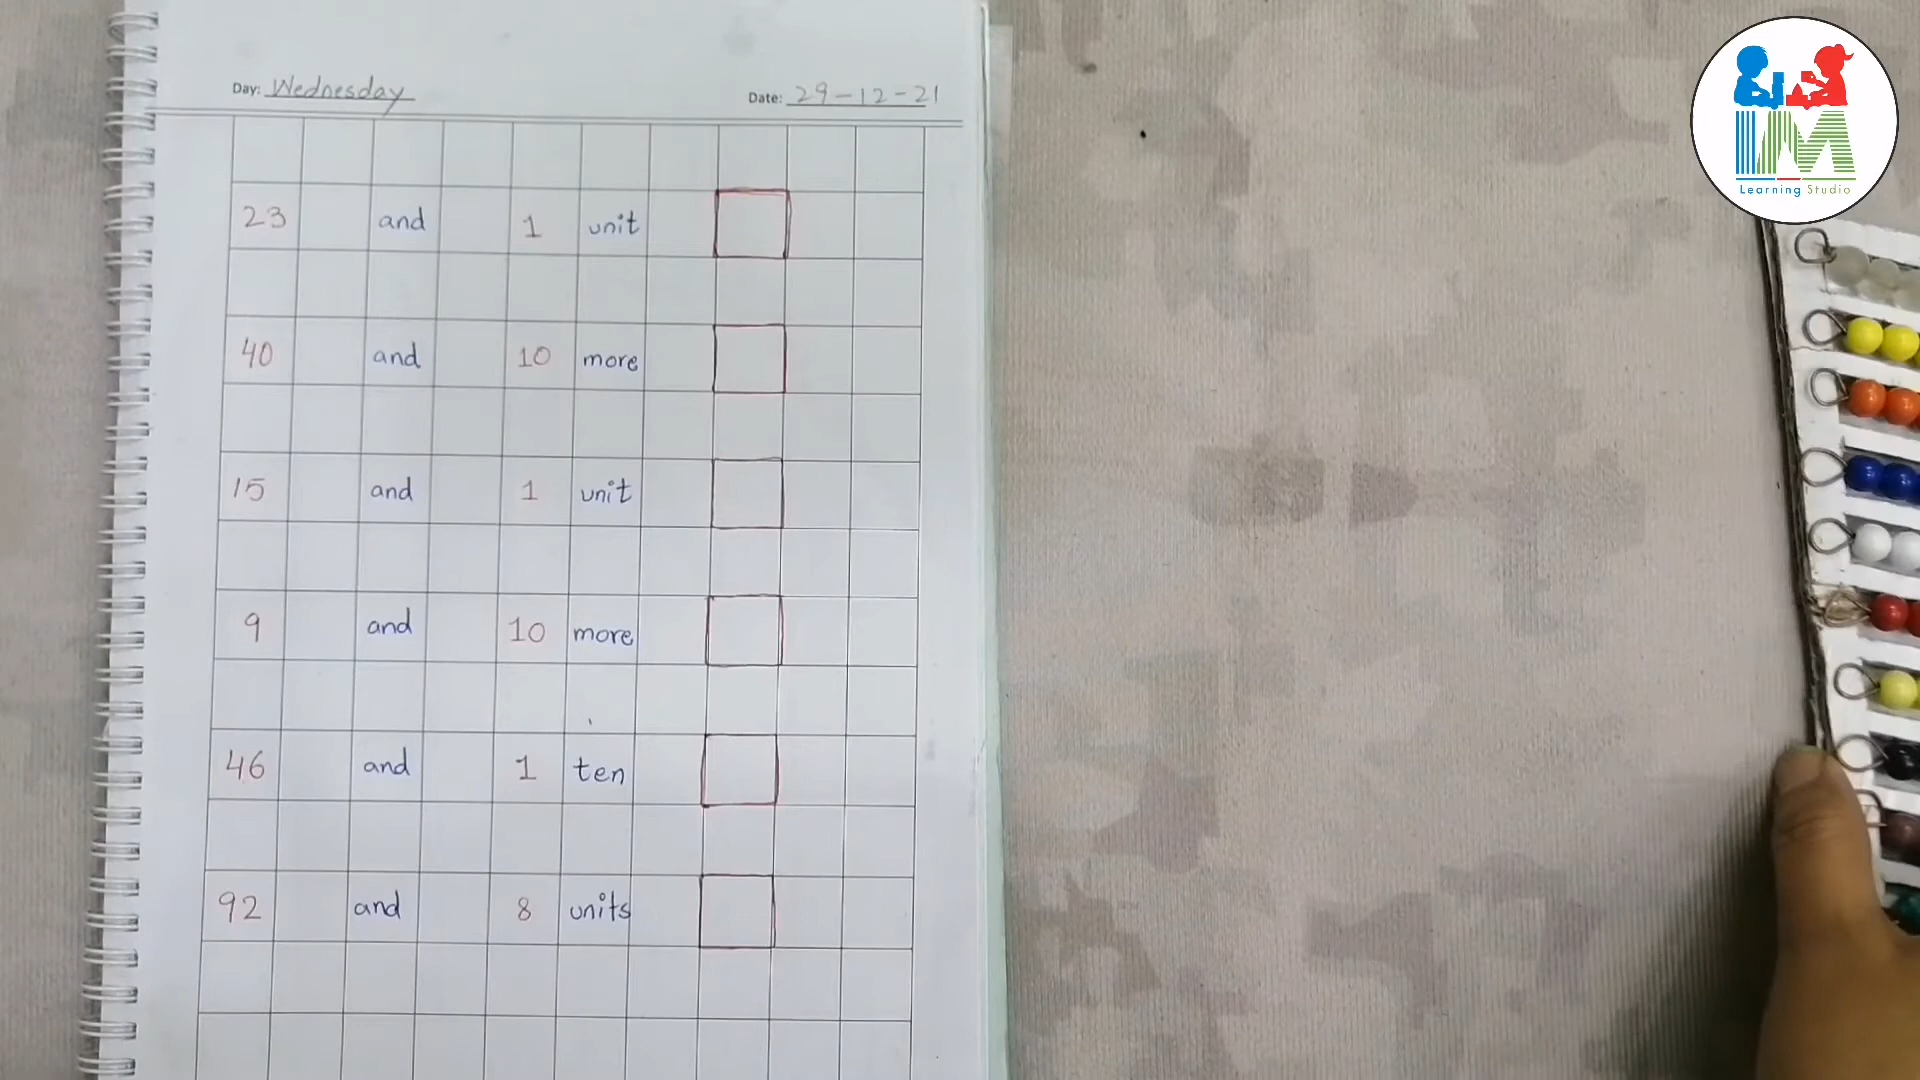 Day: Wednesday Date: 29-12-21
23 and 1 unit
40 and 10 more
15 and 1 unit
9 and 10 more
46 and 1 ten
92 and 8 units
LM
Learning Studio